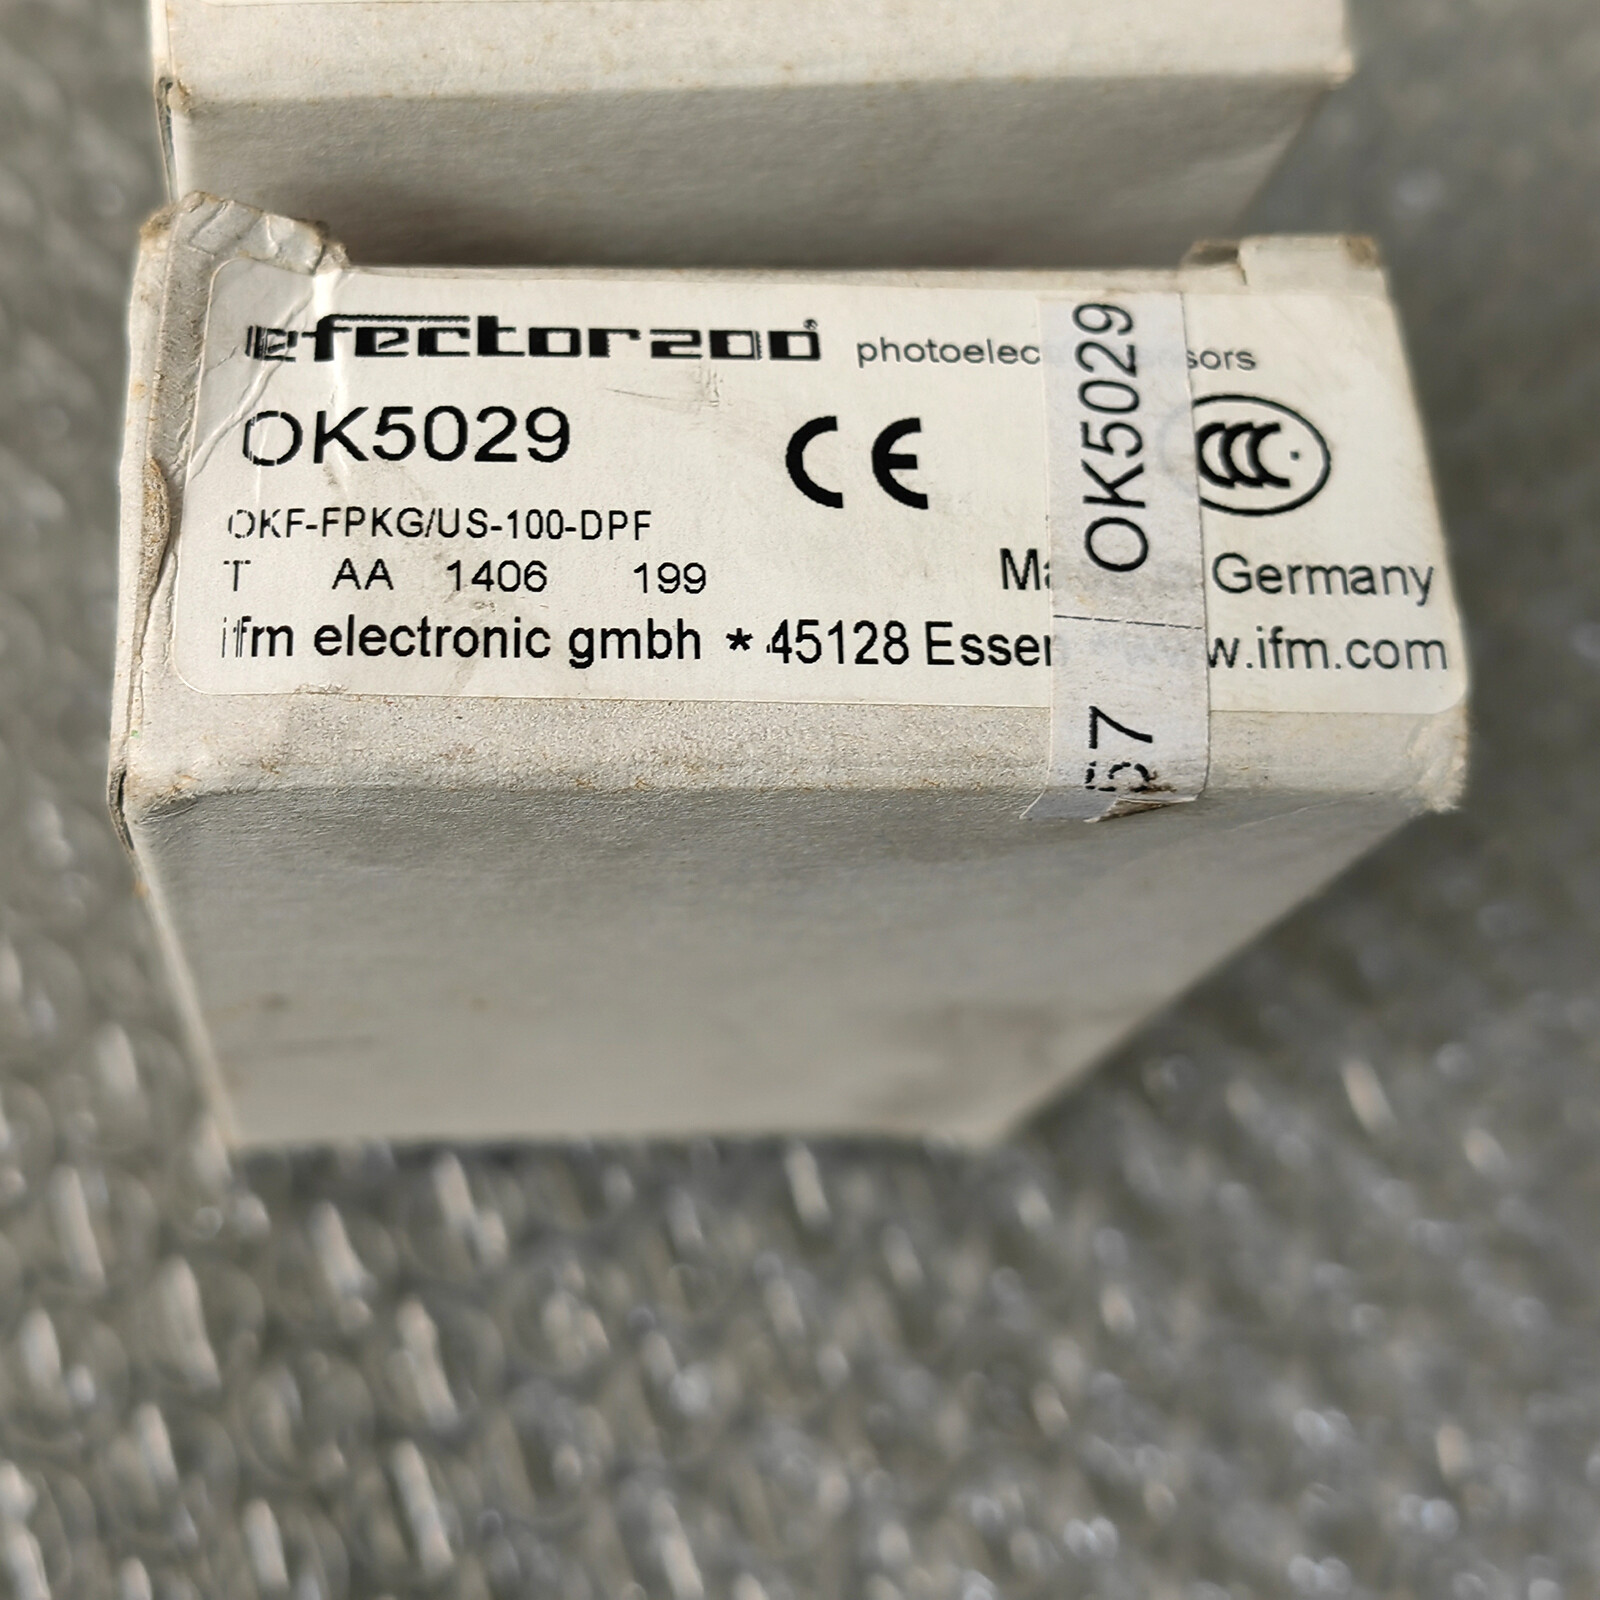 efector200® photoelec sors
OK5029
CE
OKF-FPKG/US-100-DPF
T AA 1406 199
Germany
ifm electronic gmbh * 45128 Essen w.ifm.com
OK5029
57